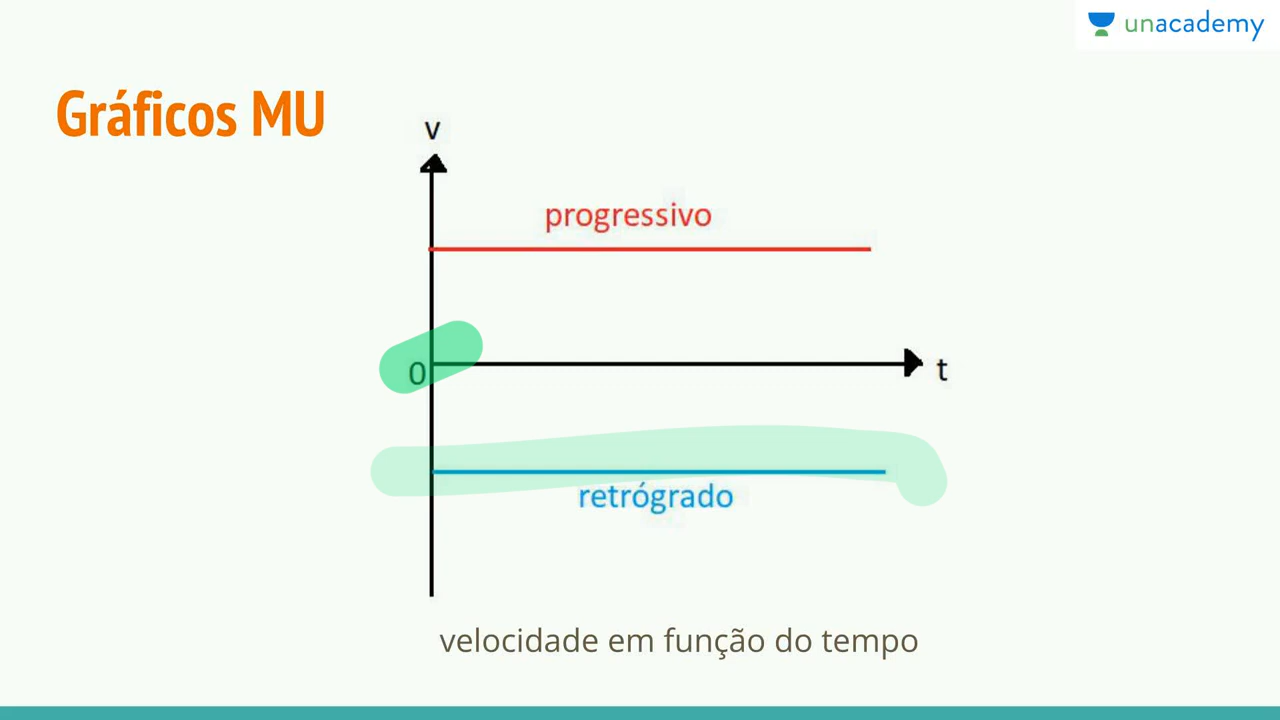 unacademy
Gráficos MU
v
progressivo
0
t
retrógrado
velocidade em função do tempo